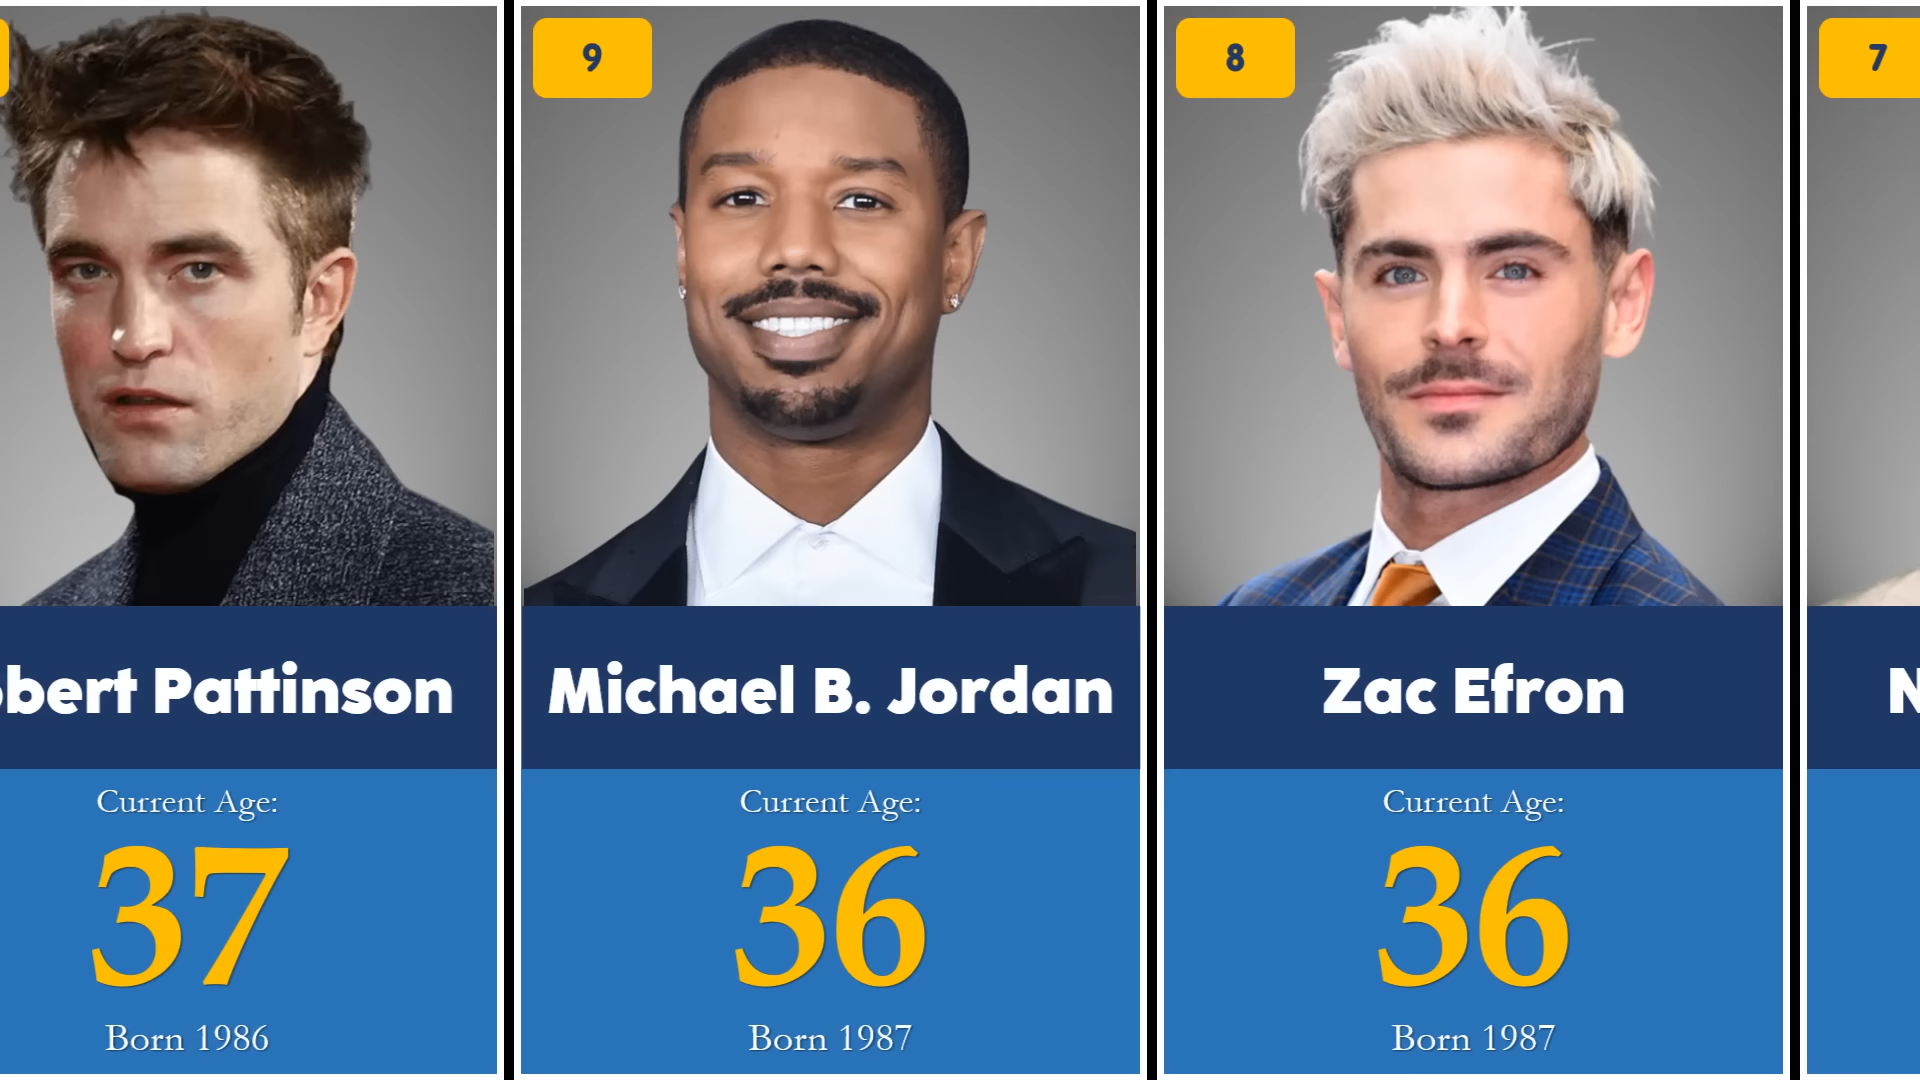 9
8
7
bert Pattinson
Michael B. Jordan
Zac Efron
N
Current Age:
Current Age:
Current Age:
37
36
36
Born 1986
Born 1987
Born 1987